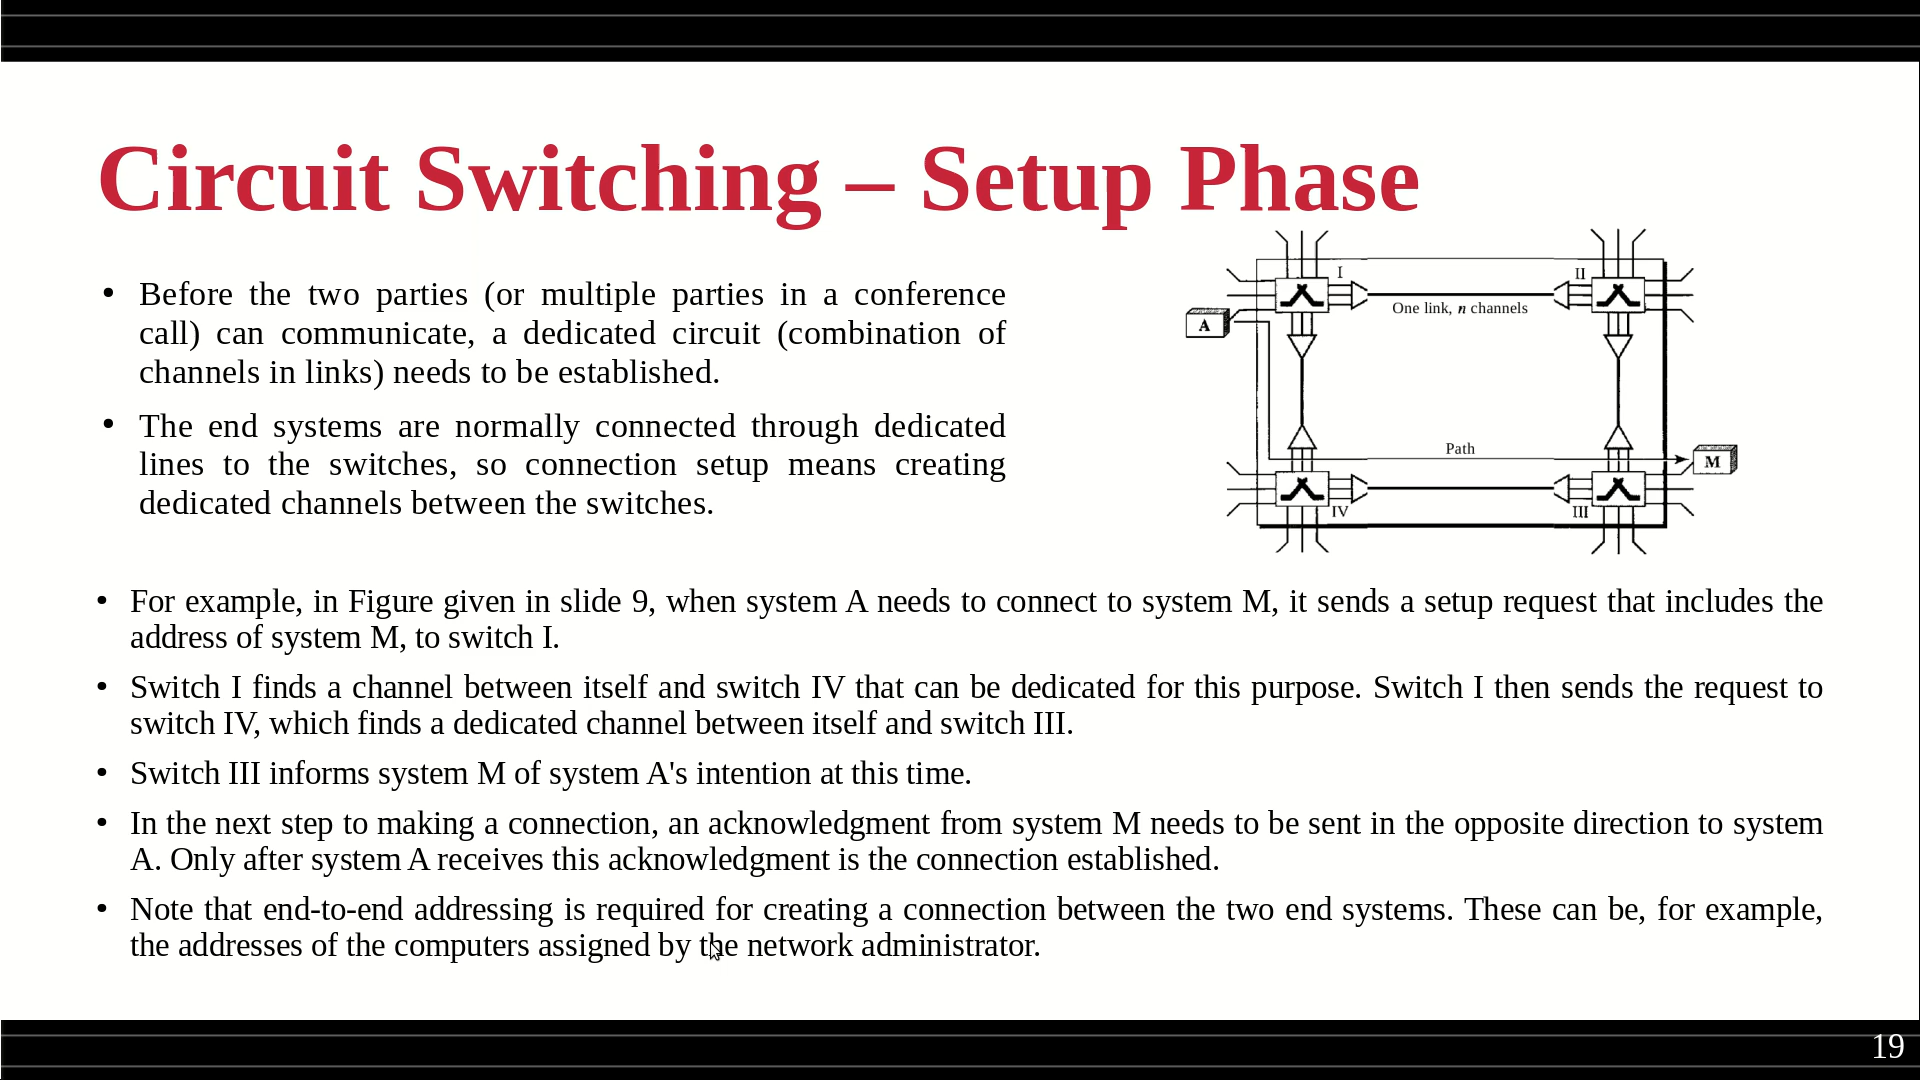 Circuit Switching – Setup Phase
• Before the two parties (or multiple parties in a conference
call) can communicate, a dedicated circuit (combination of
channels in links) needs to be established.
• The end systems are normally connected through dedicated
lines to the switches, so connection setup means creating
dedicated channels between the switches.
I
II
One link, n channels
A
Path
M
IV
III
• For example, in Figure given in slide 9, when system A needs to connect to system M, it sends a setup request that includes the
address of system M, to switch I.
• Switch I finds a channel between itself and switch IV that can be dedicated for this purpose. Switch I then sends the request to
switch IV, which finds a dedicated channel between itself and switch III.
• Switch III informs system M of system A's intention at this time.
• In the next step to making a connection, an acknowledgment from system M needs to be sent in the opposite direction to system
A. Only after system A receives this acknowledgment is the connection established.
• Note that end-to-end addressing is required for creating a connection between the two end systems. These can be, for example,
the addresses of the computers assigned by the network administrator.
19